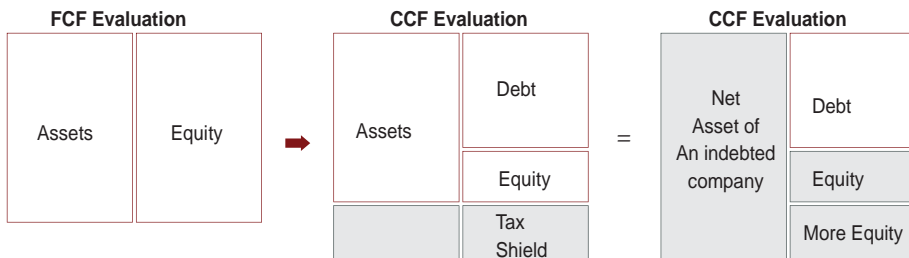 FCF Evaluation
CCF Evaluation
CCF Evaluation
Assets
Equity
Assets
Debt
Equity
Tax
Shield
=
Net
Asset of
An indebted
company
Debt
Equity
More Equity